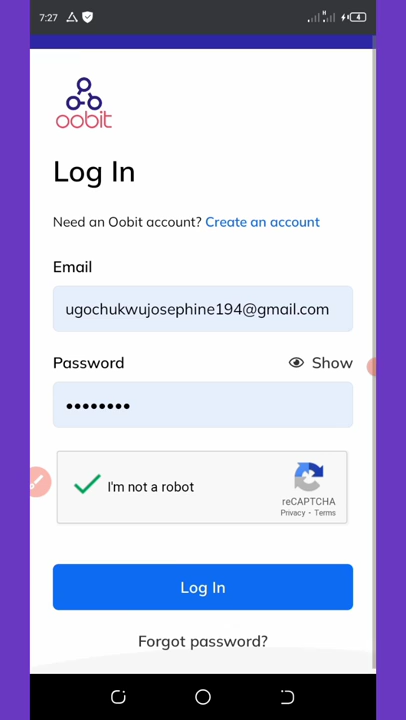 7:27
H
4
oobit
Log In
Need an Oobit account? Create an account
Email
ugochukwujosephine194@gmail.com
Password
Show
••••••••
I'm not a robot
reCAPTCHA
Privacy - Terms
Log In
Forgot password?